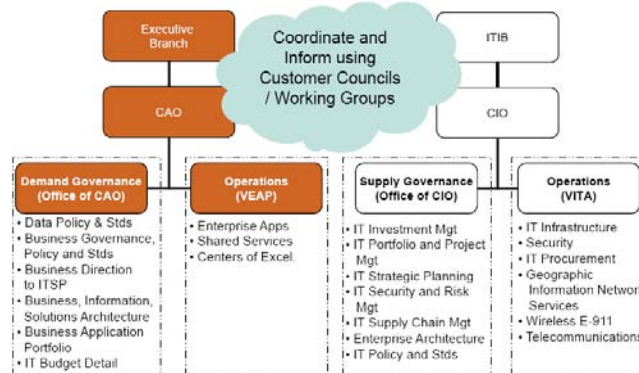 Executive
Branch
Coordinate and
Inform using
Customer Councils
/ Working Groups
ITIB
CAO
CIO
Demand Governance
(Office of CAO)
• Data Policy & Stds
• Business Governance,
Policy and Stds
• Business Direction
to ITSP
• Business, Information,
Solutions Architecture
• Business Application
Portfolio
• IT Budget Detail
Operations
(VEAP)
• Enterprise Apps
• Shared Services
• Centers of Excel.
Supply Governance
(Office of CIO)
• IT Investment Mgt
• IT Portfolio and Project
Mgt
• IT Strategic Planning
• IT Security and Risk
Mgt
• IT Supply Chain Mgt
• Enterprise Architecture
• IT Policy and Stds
Operations
(VITA)
• IT Infrastructure
• Security
• IT Procurement
• Geographic
Information Network
Services
• Wireless E-911
• Telecommunications